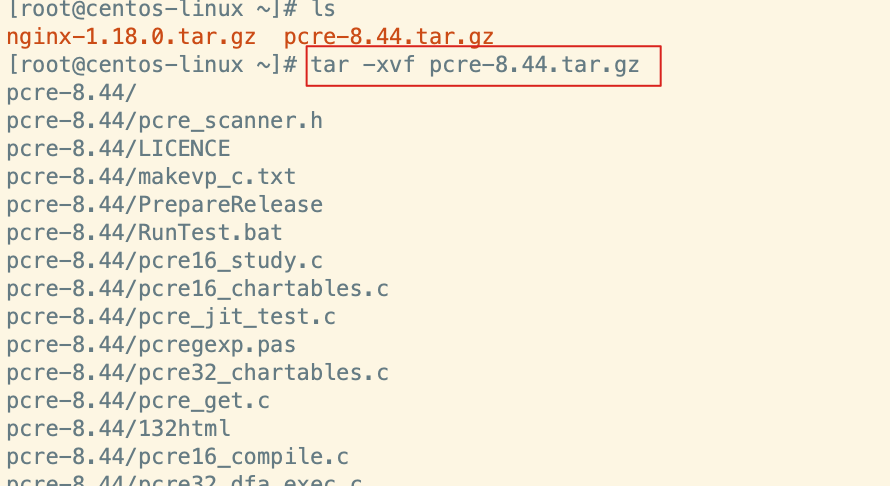 [root@centos-linux ~]# ls
nginx-1.18.0.tar.gz  pcre-8.44.tar.gz
[root@centos-linux ~]# tar -xvf pcre-8.44.tar.gz
pcre-8.44/
pcre-8.44/pcre_scanner.h
pcre-8.44/LICENCE
pcre-8.44/makevp_c.txt
pcre-8.44/PrepareRelease
pcre-8.44/RunTest.bat
pcre-8.44/pcre16_study.c
pcre-8.44/pcre16_chartables.c
pcre-8.44/pcre_jit_test.c
pcre-8.44/pcregexp.pas
pcre-8.44/pcre32_chartables.c
pcre-8.44/pcre_get.c
pcre-8.44/132html
pcre-8.44/pcre16_compile.c
pcre-8.44/pcre32_dfa_exec.c